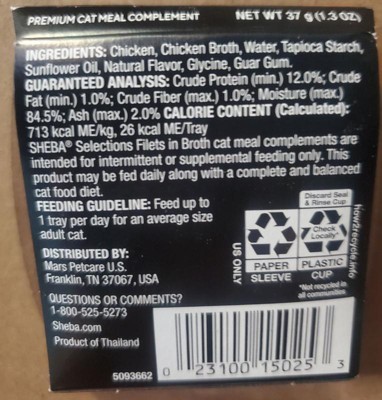 PREMIUM CAT MEAL COMPLEMENT NET WT 37 g (1.3 OZ)
INGREDIENTS: Chicken, Chicken Broth, Water, Tapioca Starch,
Sunflower Oil, Natural Flavor, Glycine, Guar Gum.
GUARANTEED ANALYSIS: Crude Protein (min.) 12.0%; Crude
Fat (min.) 1.0%; Crude Fiber (max.) 1.0%; Moisture (max.)
84.5%; Ash (max.) 2.0% CALORIE CONTENT (Calculated):
713 kcal ME/kg, 26 kcal ME/Tray
SHEBA® Selections Filets in Broth cat meal complements are
intended for intermittent or supplemental feeding only. This
product may be fed daily along with a complete and balanced
cat food diet.
FEEDING GUIDELINE: Feed up to
1 tray per day for an average size
adult cat.
DISTRIBUTED BY:
Mars Petcare U.S.
Franklin, TN 37067, USA
QUESTIONS OR COMMENTS?
1-800-525-5273
Sheba.com
Product of Thailand
5093662
US ONLY
PAPER
SLEEVE
Discard Seal
& Rinse Cup
Check
Locally*
PLASTIC
CUP
*Not recycled in
all communities
how2recycle.info
0 23100 15025 3